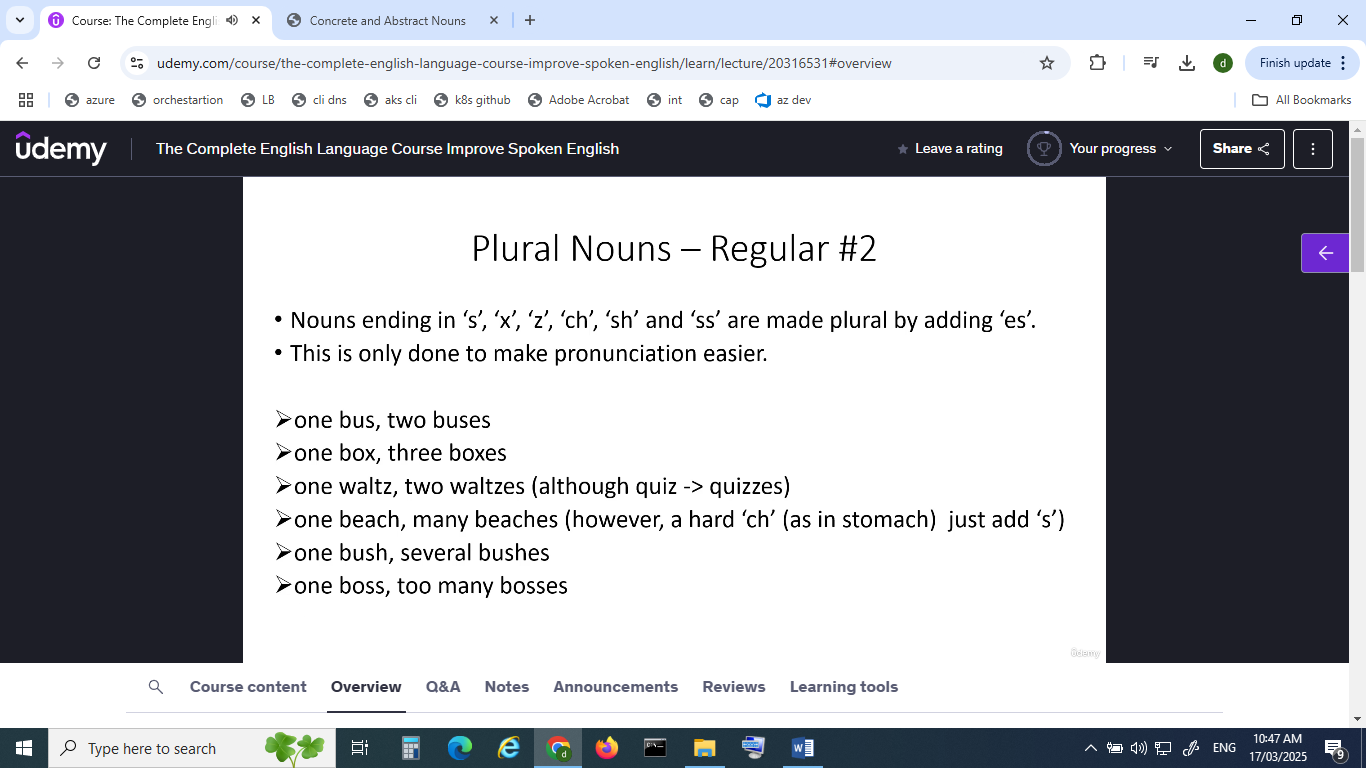 Course: The Complete Engli
Concrete and Abstract Nouns
udemy.com/course/the-complete-english-language-course-improve-spoken-english/learn/lecture/20316531#overview
d
Finish update
azure
orchestartion
LB
cli dns
aks cli
k8s github
Adobe Acrobat
int
cap
az dev
All Bookmarks
udemy
The Complete English Language Course Improve Spoken English
Leave a rating
Your progress
Share
Plural Nouns – Regular #2
• Nouns ending in ‘s’, ‘x’, ‘z’, ‘ch’, ‘sh’ and ‘ss’ are made plural by adding ‘es’.
• This is only done to make pronunciation easier.
➢one bus, two buses
➢one box, three boxes
➢one waltz, two waltzes (although quiz -> quizzes)
➢one beach, many beaches (however, a hard ‘ch’ (as in stomach)  just add ‘s’)
➢one bush, several bushes
➢one boss, too many bosses
udemy
Course content
Overview
Q&A
Notes
Announcements
Reviews
Learning tools
Type here to search
ENG
10:47 AM
17/03/2025
9